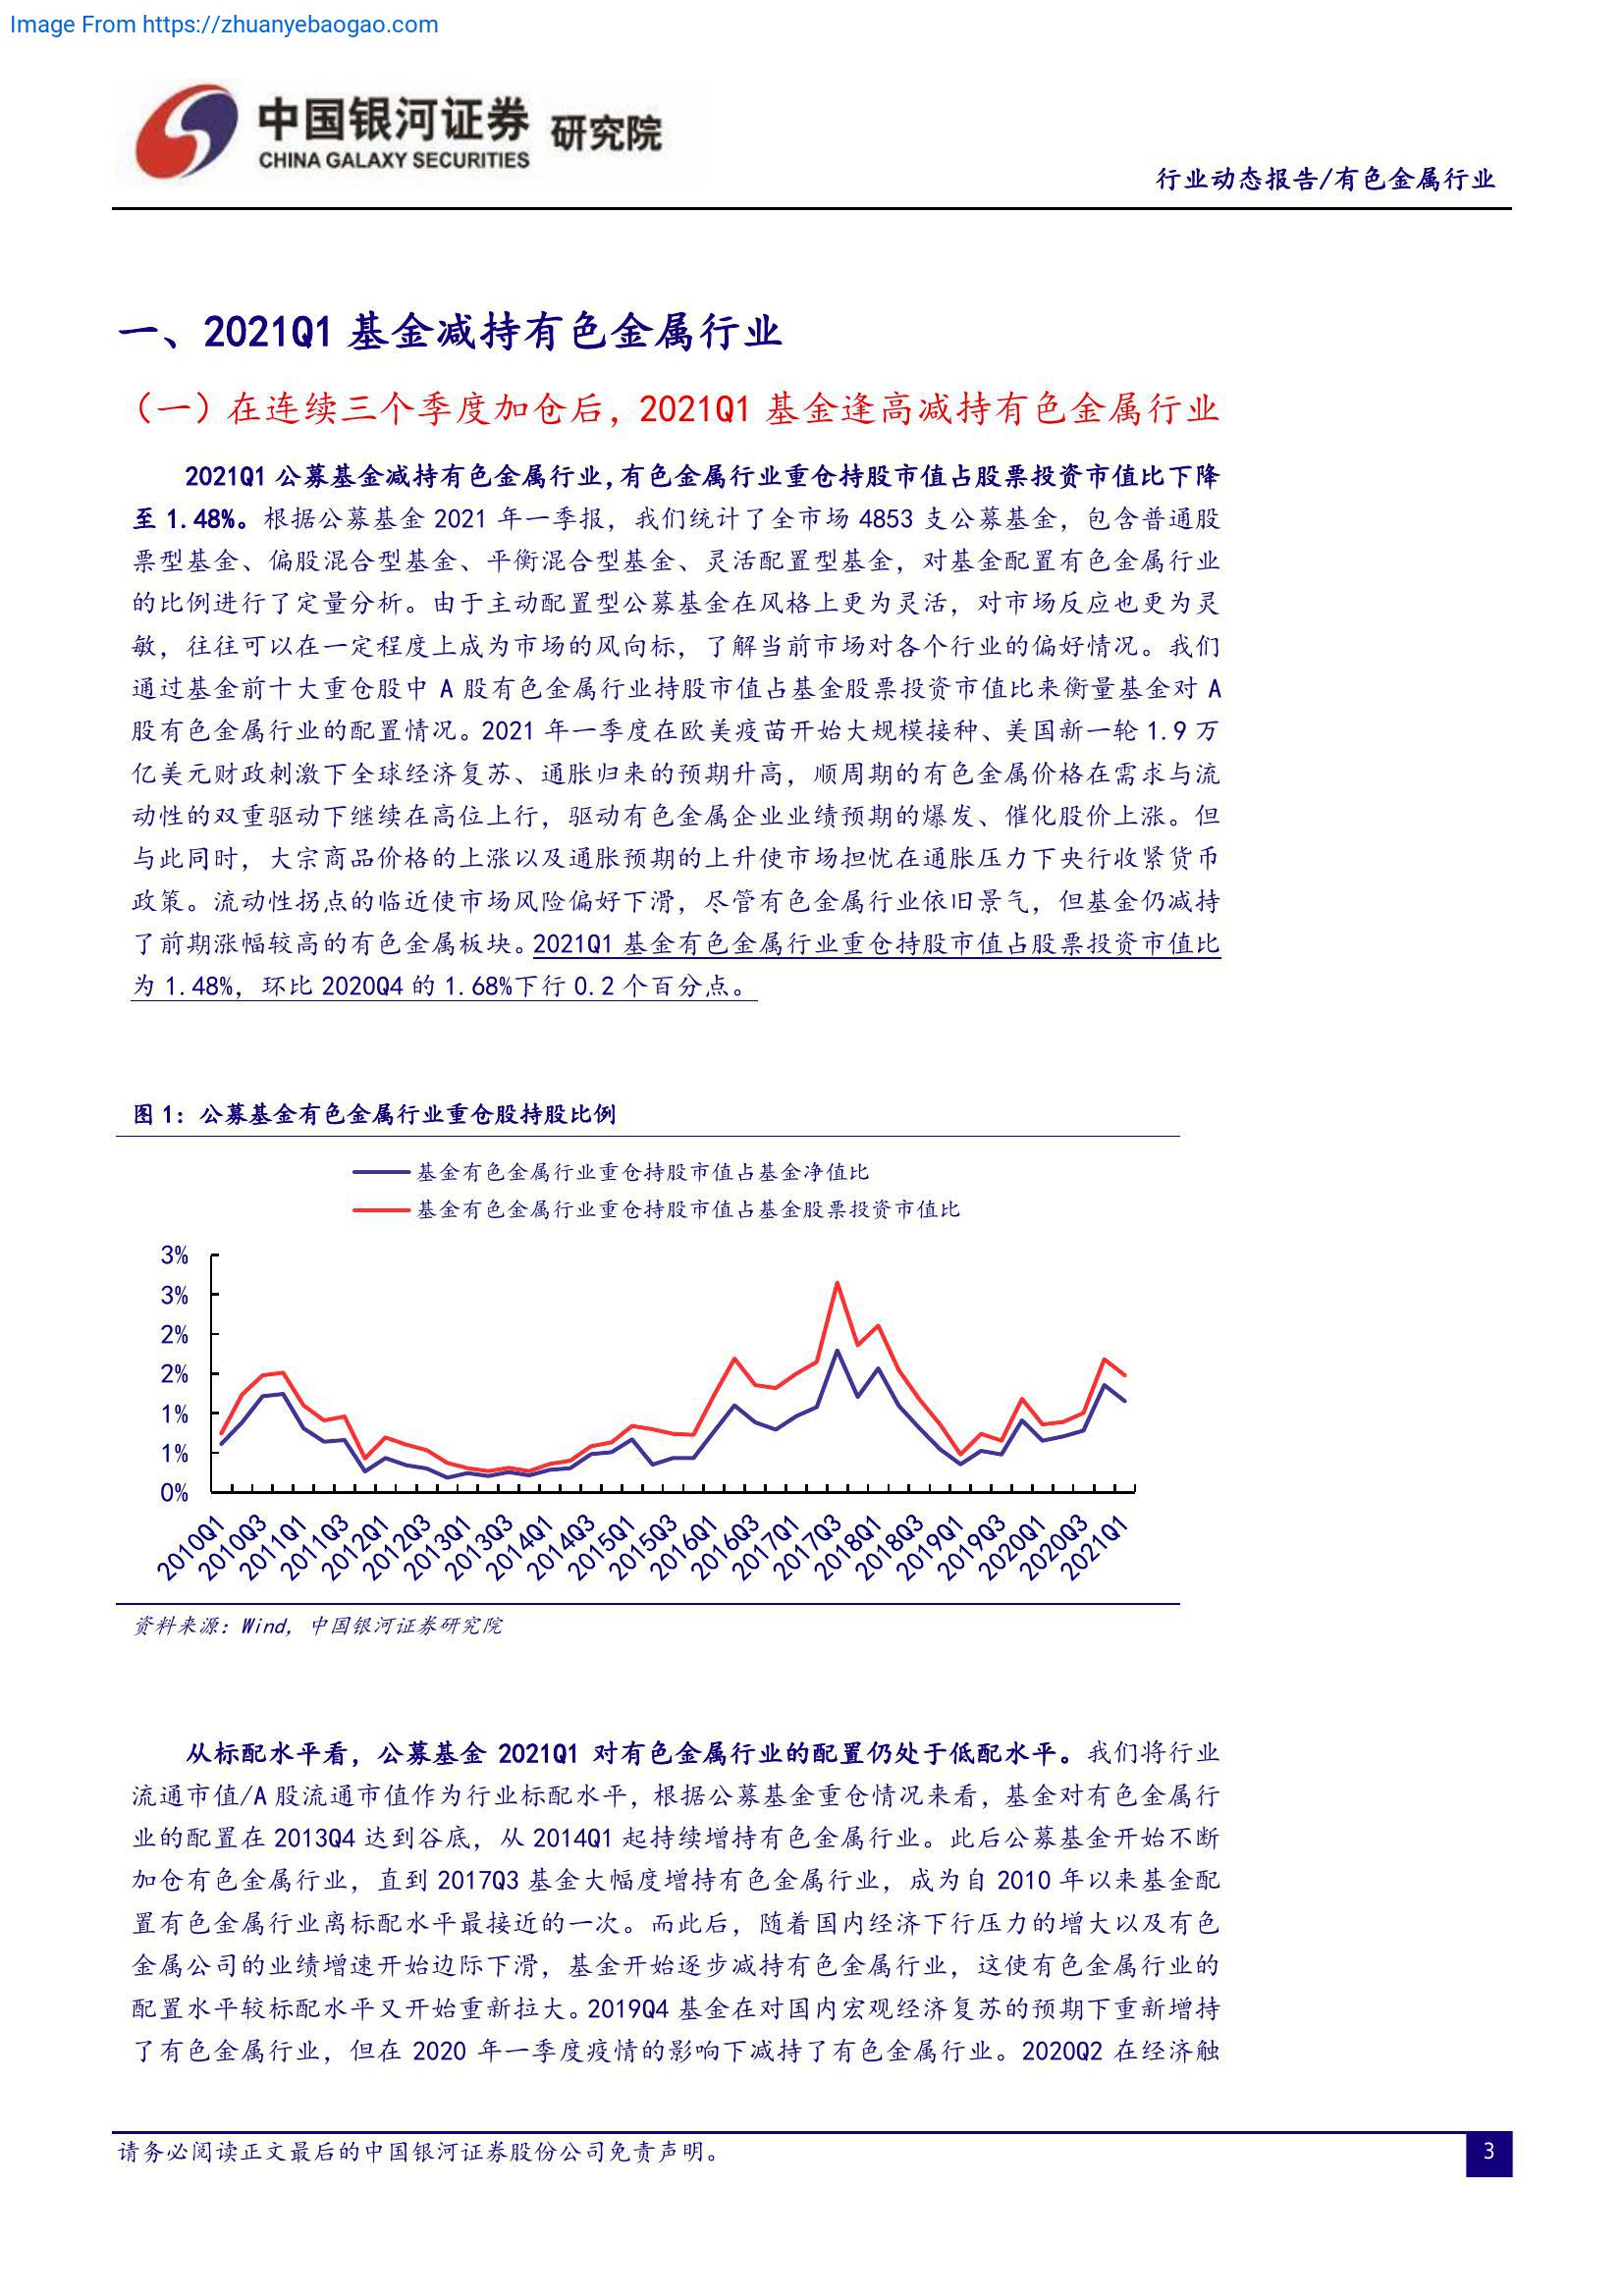 Image From https://zhuanyebaogao.com
中国银河证券 研究院
CHINA GALAXY SECURITIES
行业动态报告/有色金属行业
一、2021Q1 基金减持有色金属行业
（一）在连续三个季度加仓后，2021Q1 基金逢高减持有色金属行业
2021Q1 公募基金减持有色金属行业，有色金属行业重仓持股市值占股票投资市值比下降
至 1.48%。根据公募基金 2021 年一季报，我们统计了全市场 4853 支公募基金，包含普通股
票型基金、偏股混合型基金、平衡混合型基金、灵活配置型基金，对基金配置有色金属行业
的比例进行了定量分析。由于主动配置型公募基金在风格上更为灵活，对市场反应也更为灵
敏，往往可以在一定程度上成为市场的风向标，了解当前市场对各个行业的偏好情况。我们
通过基金前十大重仓股中 A 股有色金属行业持股市值占基金股票投资市值比来衡量基金对 A
股有色金属行业的配置情况。2021 年一季度在欧美疫苗开始大规模接种、美国新一轮 1.9 万
亿美元财政刺激下全球经济复苏、通胀归来的预期升高，顺周期的有色金属价格在需求与流
动性的双重驱动下继续在高位上行，驱动有色金属企业业绩预期的爆发、催化股价上涨。但
与此同时，大宗商品价格的上涨以及通胀预期的上升使市场担忧在通胀压力下央行收紧货币
政策。流动性拐点的临近使市场风险偏好下滑，尽管有色金属行业依旧景气，但基金仍减持
了前期涨幅较高的有色金属板块。2021Q1 基金有色金属行业重仓持股市值占股票投资市值比
为 1.48%，环比 2020Q4 的 1.68%下行 0.2 个百分点。
图 1：公募基金有色金属行业重仓股持股比例
基金有色金属行业重仓持股市值占基金净值比
基金有色金属行业重仓持股市值占基金股票投资市值比
3%
3%
2%
2%
1%
1%
0%
2010Q1
2010Q3
2011Q1
2011Q3
2012Q1
2012Q3
2013Q1
2013Q3
2014Q1
2014Q3
2015Q1
2015Q3
2016Q1
2016Q3
2017Q1
2017Q3
2018Q1
2018Q3
2019Q1
2019Q3
2020Q1
2020Q3
2021Q1
资料来源：Wind，中国银河证券研究院
从标配水平看，公募基金 2021Q1 对有色金属行业的配置仍处于低配水平。我们将行业
流通市值/A 股流通市值作为行业标配水平，根据公募基金重仓情况来看，基金对有色金属行
业的配置在 2013Q4 达到谷底，从 2014Q1 起持续增持有色金属行业。此后公募基金开始不断
加仓有色金属行业，直到 2017Q3 基金大幅度增持有色金属行业，成为自 2010 年以来基金配
置有色金属行业离标配水平最接近的一次。而此后，随着国内经济下行压力的增大以及有色
金属公司的业绩增速开始边际下滑，基金开始逐步减持有色金属行业，这使有色金属行业的
配置水平较标配水平又开始重新拉大。2019Q4 基金在对国内宏观经济复苏的预期下重新增持
了有色金属行业，但在 2020 年一季度疫情的影响下减持了有色金属行业。2020Q2 在经济触
请务必阅读正文最后的中国银河证券股份公司免责声明。
3